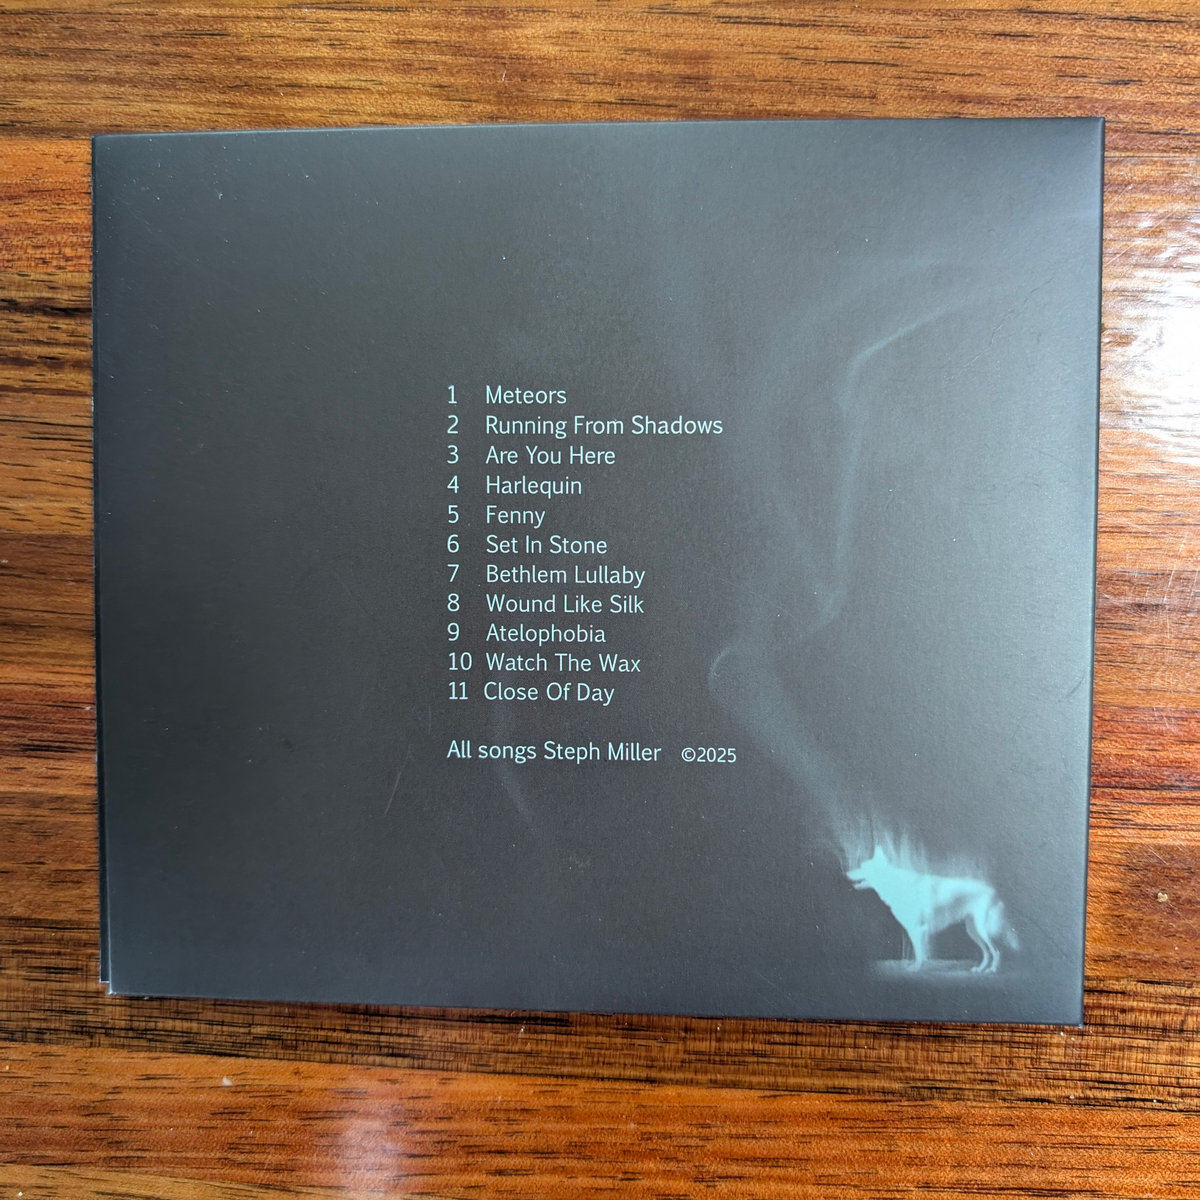 1 Meteors
2 Running From Shadows
3 Are You Here
4 Harlequin
5 Fenny
6 Set In Stone
7 Bethlem Lullaby
8 Wound Like Silk
9 Atelophobia
10 Watch The Wax
11 Close Of Day
All songs Steph Miller ©2025